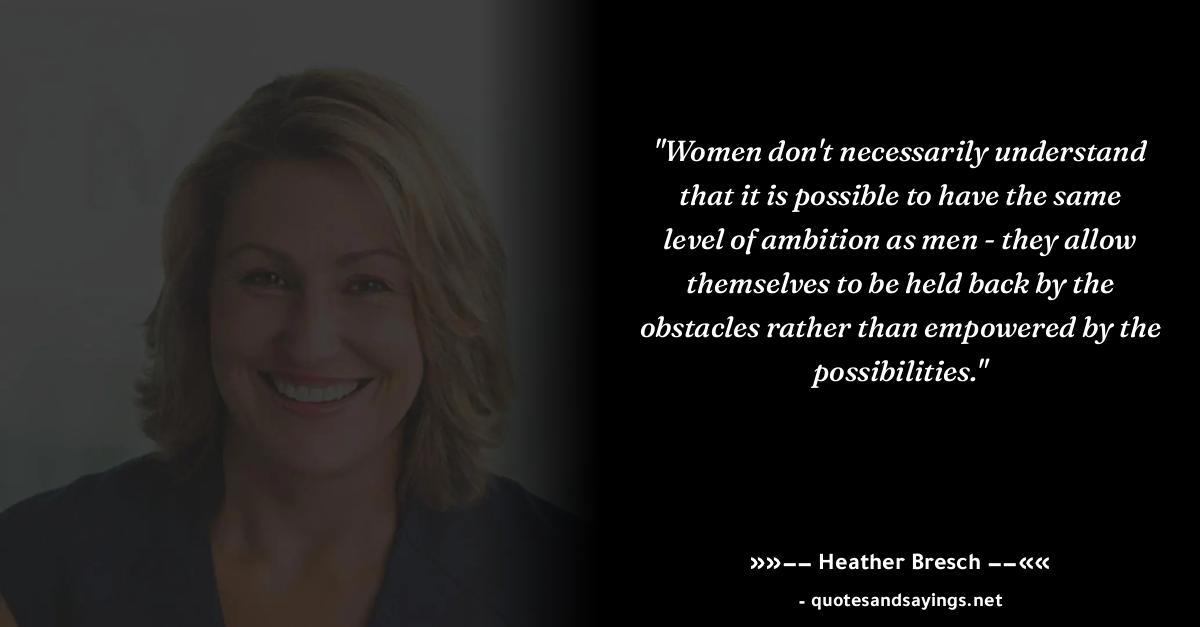 "Women don't necessarily understand
that it is possible to have the same
level of ambition as men - they allow
themselves to be held back by the
obstacles rather than empowered by the
possibilities."
»»—— Heather Bresch ——««
- quotesandsayings.net